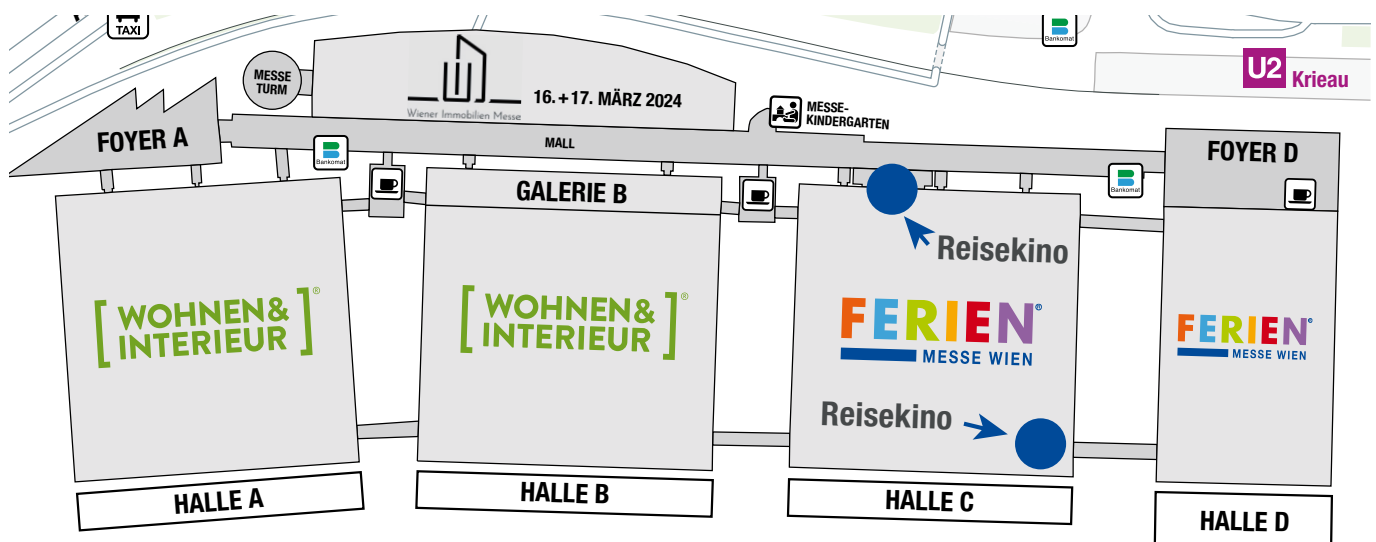 TAXI
Bankomat
U2 Krieau
MESSE
TURM
Wiener Immobilien Messe
16.+17. MÄRZ 2024
MESSE-
KINDERGARTEN
FOYER A
MALL
FOYER D
Bankomat
Bankomat
GALERIE B
Reisekino
[ WOHNEN&
INTERIEUR ]®
[ WOHNEN&
INTERIEUR ]®
FERIEN®
MESSE WIEN
FERIEN®
MESSE WIEN
Reisekino
HALLE A
HALLE B
HALLE C
HALLE D